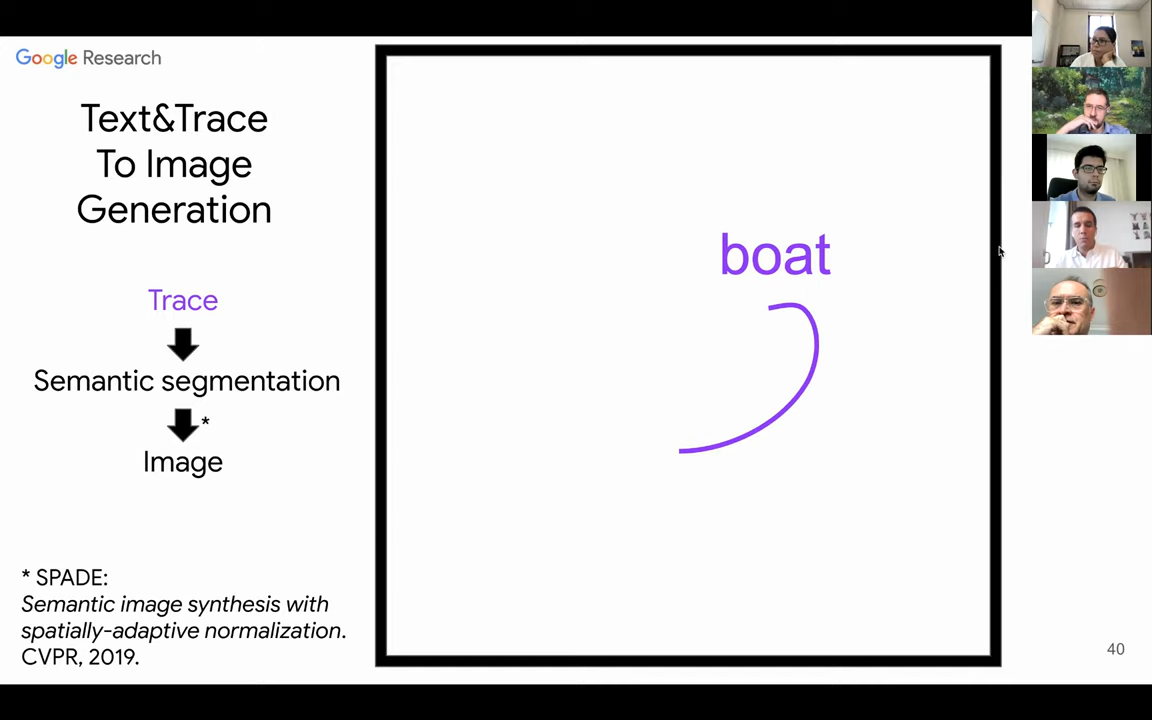 Google Research
Text&Trace
To Image
Generation
Trace
Semantic segmentation
*
Image
* SPADE:
Semantic image synthesis with
spatially-adaptive normalization.
CVPR, 2019.
boat
40